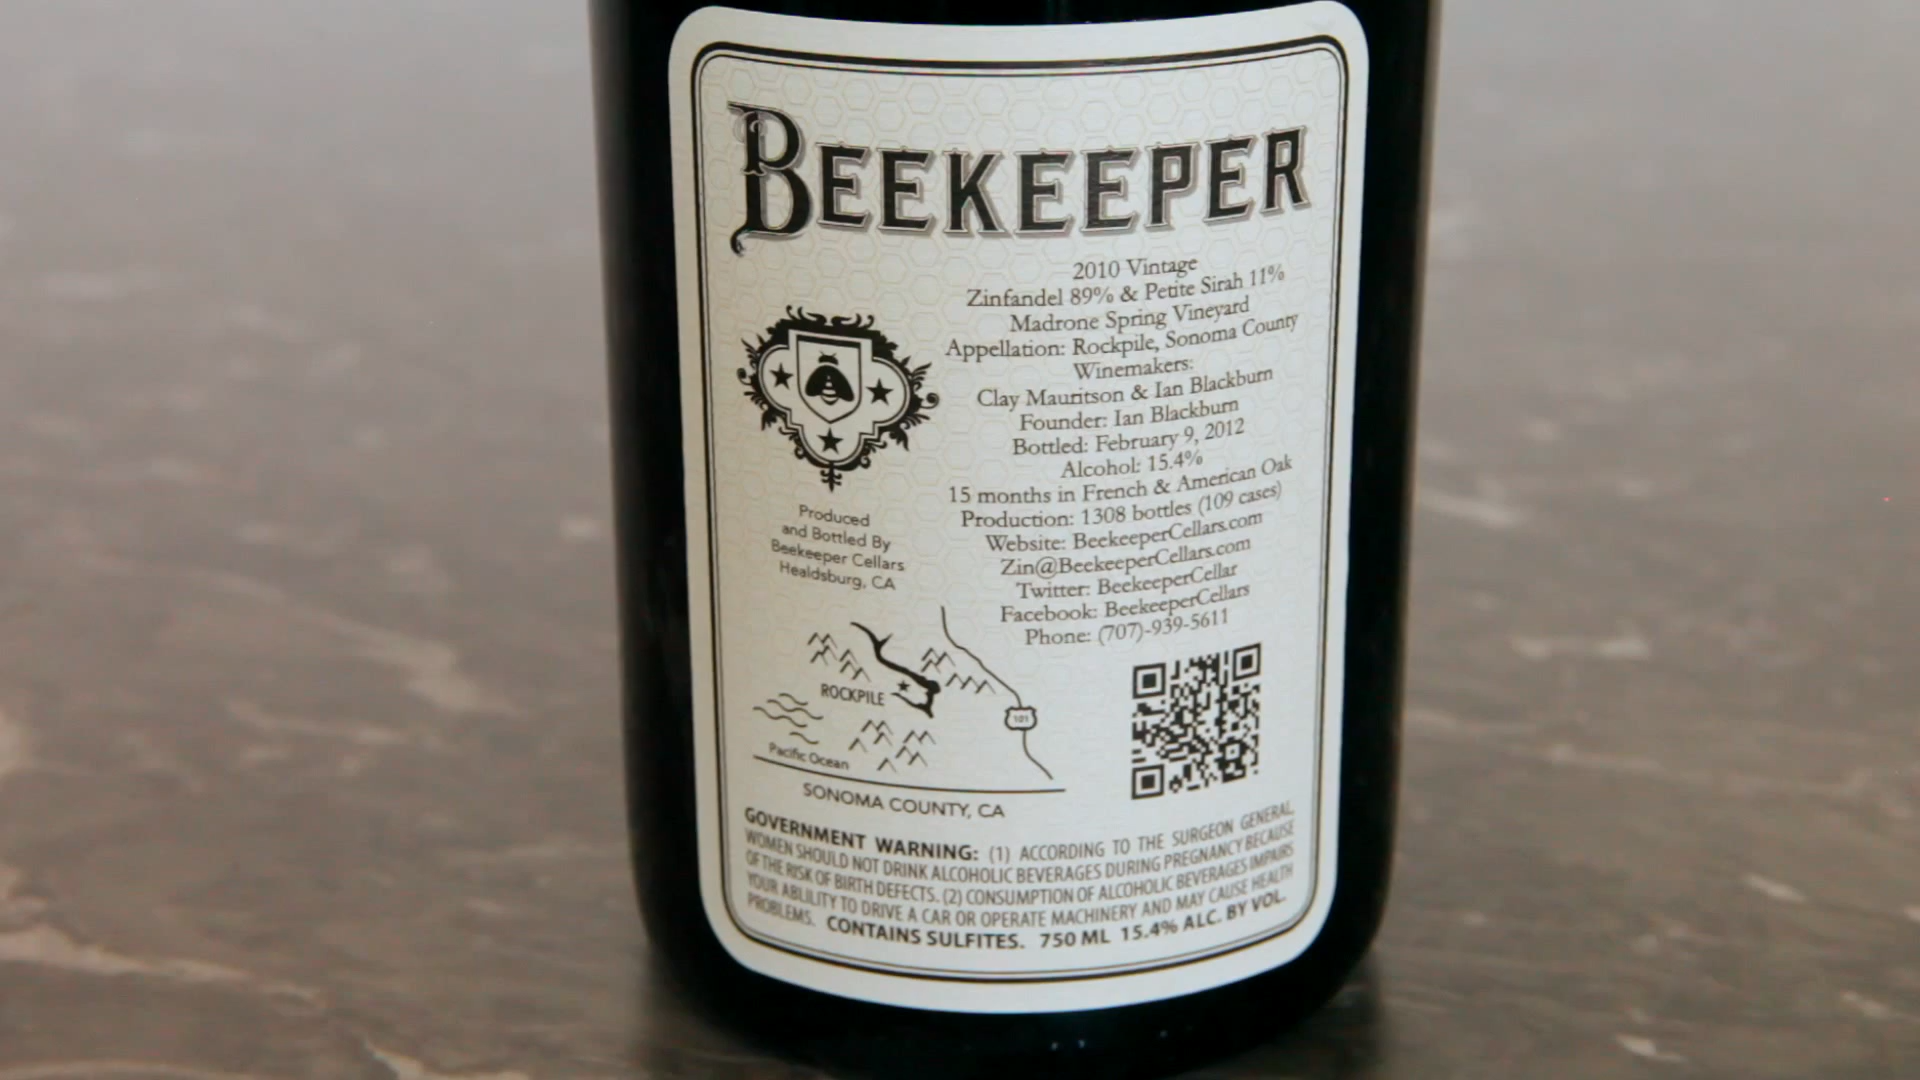 BEEKEEPER
2010 Vintage
Zinfandel 89% & Petite Sirah 11%
Madrone Spring Vineyard
Appellation: Rockpile, Sonoma County
Winemakers:
Clay Mauritson & Ian Blackburn
Founder: Ian Blackburn
Bottled: February 9, 2012
Alcohol: 15.4%
15 months in French & American Oak
Production: 1308 bottles (109 cases)
Website: BeekeeperCellars.com
Zin@BeekeeperCellars.com
Twitter: BeekeeperCellar
Facebook: BeekeeperCellars
Phone: (707)-939-5611
Produced
and Bottled By
Beekeeper Cellars
Healdsburg, CA
ROCKPILE
101
Pacific Ocean
SONOMA COUNTY, CA
GOVERNMENT WARNING: (1) ACCORDING TO THE SURGEON GENERAL,
WOMEN SHOULD NOT DRINK ALCOHOLIC BEVERAGES DURING PREGNANCY BECAUSE
OF THE RISK OF BIRTH DEFECTS. (2) CONSUMPTION OF ALCOHOLIC BEVERAGES IMPAIRS
YOUR ABLILITY TO DRIVE A CAR OR OPERATE MACHINERY AND MAY CAUSE HEALTH
PROBLEMS. CONTAINS SULFITES. 750 ML 15.4% ALC. BY VOL.